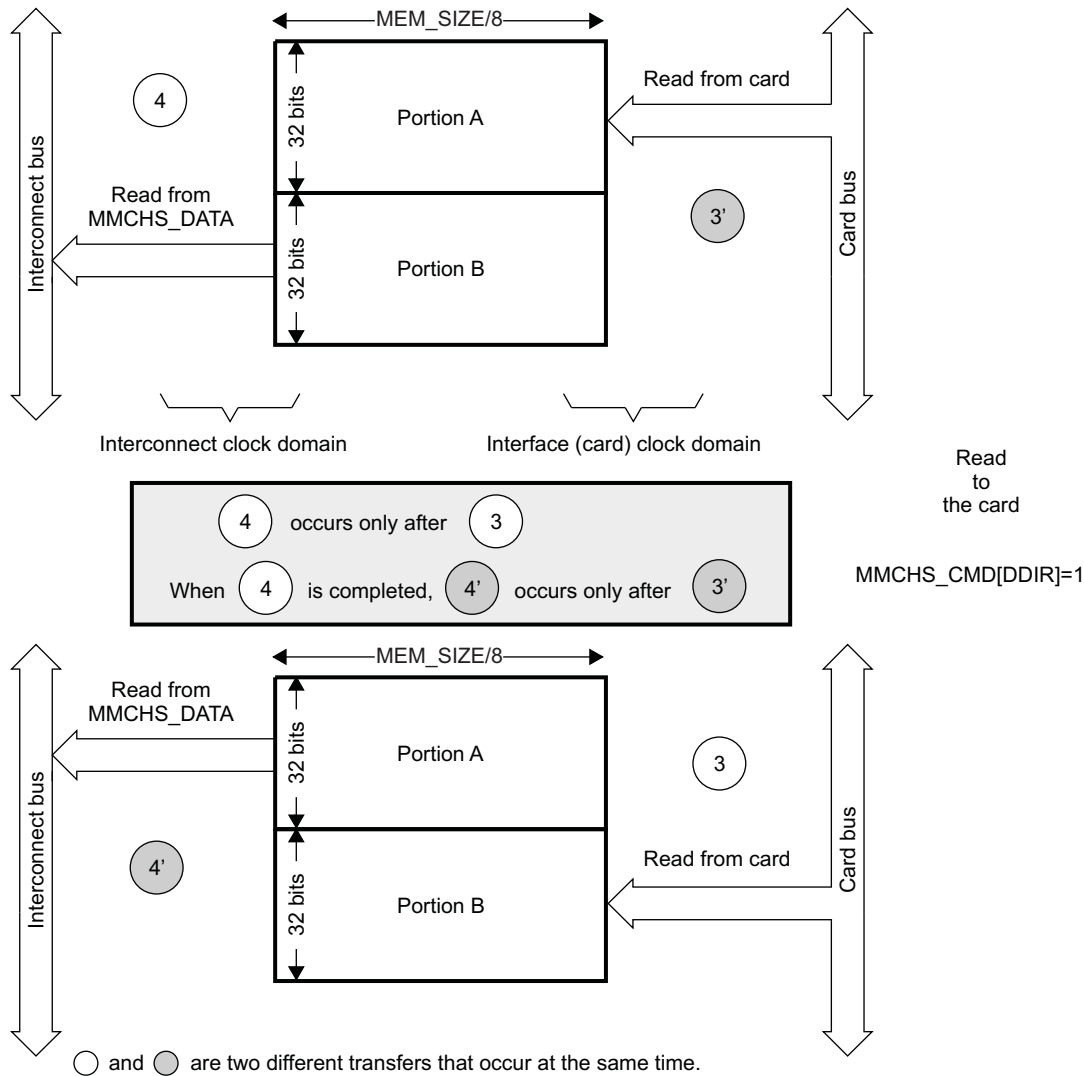 MEM_SIZE/8
Interconnect bus
4
32 bits
Portion A
Read from card
Card bus
Read from
MMCHS_DATA
32 bits
Portion B
3’
Interconnect clock domain
Interface (card) clock domain
Read
to
the card
4 occurs only after 3
When 4 is completed, 4’ occurs only after 3’
MMCHS_CMD[DDIR]=1
MEM_SIZE/8
Read from
MMCHS_DATA
Interconnect bus
32 bits
Portion A
3
Card bus
4’
32 bits
Portion B
Read from card
and are two different transfers that occur at the same time.